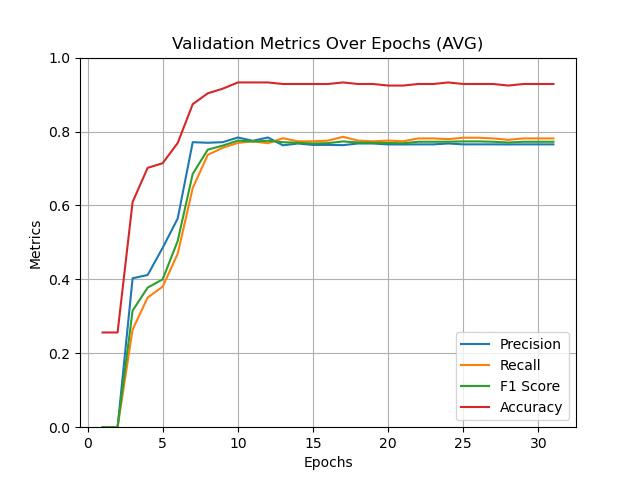 Validation Metrics Over Epochs (AVG)
1.0
0.8
0.6
0.4
0.2
0.0
Metrics
0 5 10 15 20 25 30
Epochs
Precision
Recall
F1 Score
Accuracy